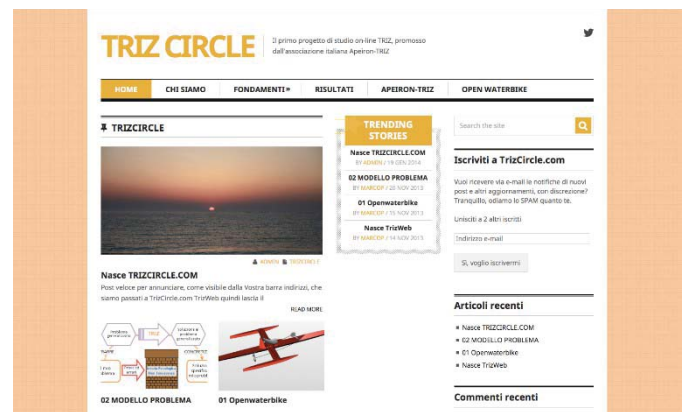 TRIZ CIRCLE
Il primo progetto di studio on-line TRIZ, promosso
dall'associazione italiana Apeiron-TRIZ
HOME CHI SIAMO FONDAMENTI RISULTATI APEIRON-TRIZ OPEN WATERBIKE
TRIZCIRCLE
ADMIN TRIZCIRCLE
Nasce TRIZCIRCLE.COM
Post veloce per annunciare, come visibile dalla Vostra barra indirizzi, che
siamo passati a TrizCircle.com TrizWeb quindi lascia il
READ MORE
Problema
generalizzato
TRIZ
02 MODELLO PROBLEMA
01 Openwaterbike
TRENDING
STORIES
Nasce TRIZCIRCLE.COM
BY ADMIN / 19 GEN 2014
02 MODELLO PROBLEMA
BY MARCOP / 20 NOV 2013
01 Openwaterbike
BY MARCOP / 15 NOV 2013
Nasce TrizWeb
BY MARCOP / 14 NOV 2013
Search the site
Iscriviti a TrizCircle.com
Vuoi ricevere via e-mail le notifiche di nuovi
post e altri aggiornamenti, con discrezione?
Tranquillo, odiamo lo SPAM quanto te.
Unisciti a 2 altri iscritti
Indirizzo e-mail
Sì, voglio iscrivermi
Articoli recenti
Nasce TRIZCIRCLE.COM
02 MODELLO PROBLEMA
01 Openwaterbike
Nasce TrizWeb
Commenti recenti